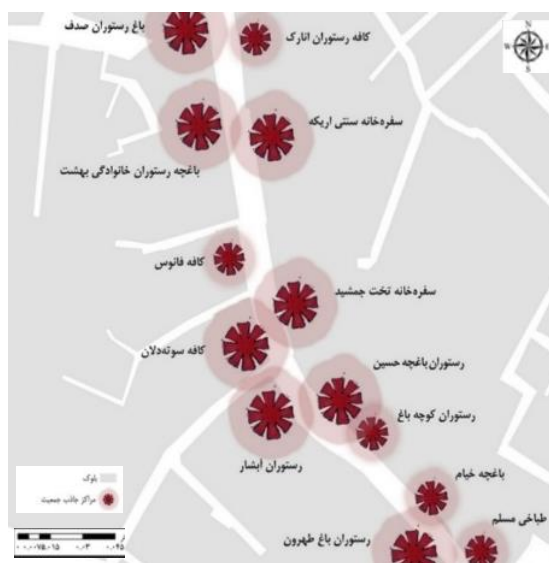 باغ رستوران صدف
کافه رستوران انارک
N
E
S
سفره‌خانه سنتی اریکه
باغچه رستوران خانوادگی بهشت
کافه فانوس
سفره‌خانه تخت جمشید
کافه سوته‌دلان
رستوران باغچه حسین
رستوران کوچه باغ
رستوران آبشار
باغچه خیام
طباخی مسلم
رستوران باغ طهرون
بلوک
مراکز جاذب جمعیت